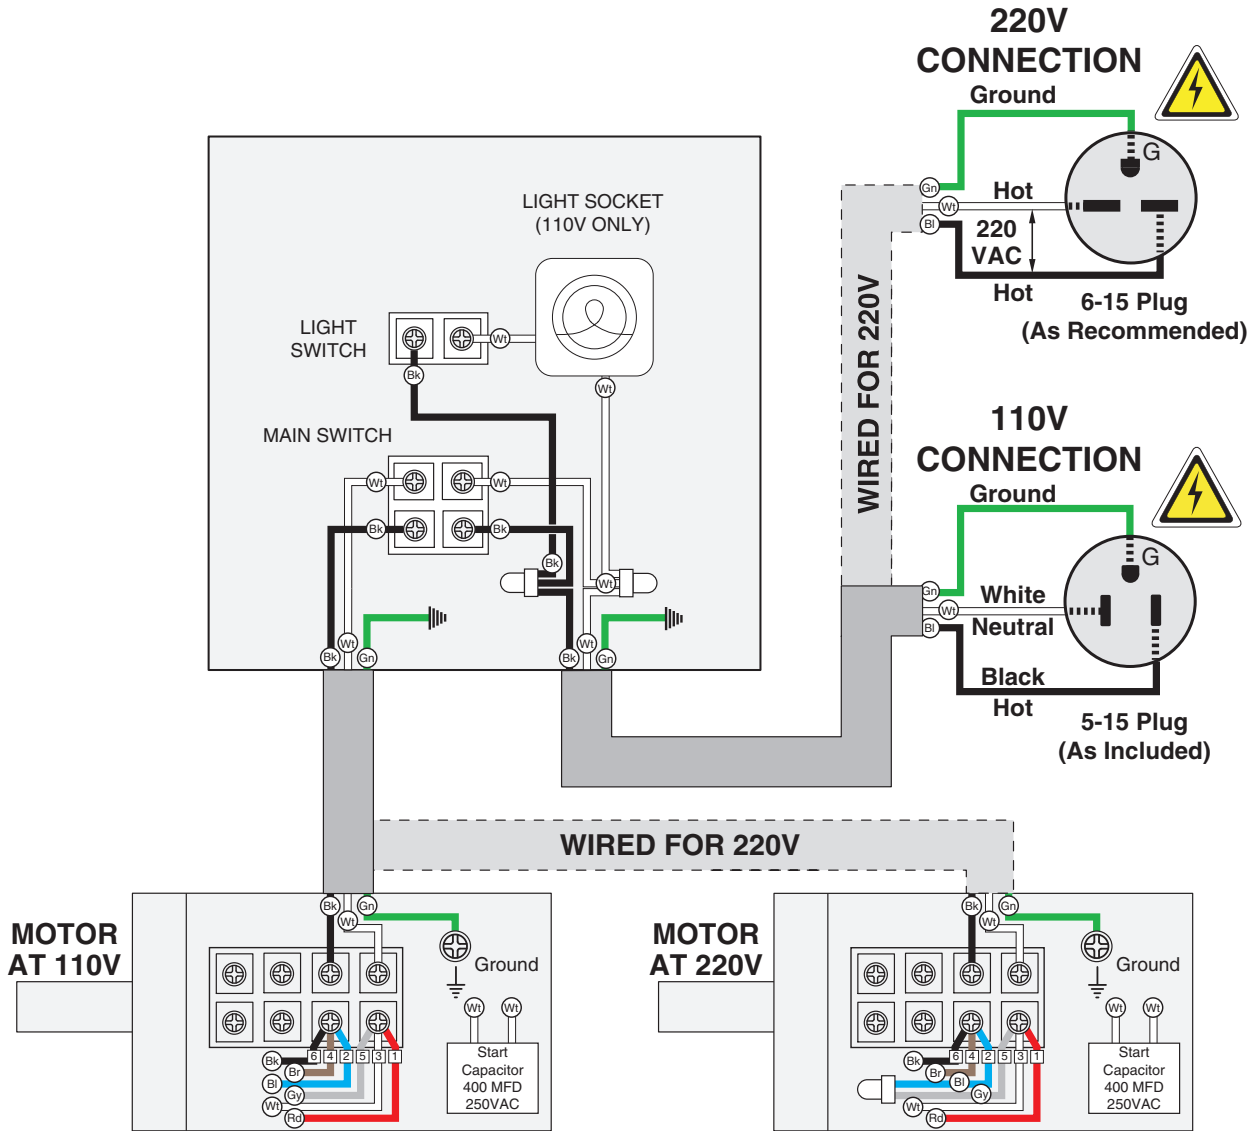 220V
CONNECTION
Ground
G
Gn
Hot
Wt
Bl
220
VAC
Hot
6-15 Plug
(As Recommended)
WIRED FOR 220V
LIGHT SOCKET
(110V ONLY)
LIGHT
SWITCH
Wt
Bk
Wt
MAIN SWITCH
Wt
Wt
Bk
Bk
Bk
Wt
Wt
Bk
Gn
Wt
Bk
Gn
110V
CONNECTION
Ground
G
Gn
White
Wt
Neutral
Bl
Black
Hot
5-15 Plug
(As Included)
WIRED FOR 220V
MOTOR
AT 110V
Bk
Gn
Wt
Ground
Wt
Wt
6 4 2 5 3 1
Bk
Br
Bl
Gy
Wt
Rd
Start
Capacitor
400 MFD
250VAC
MOTOR
AT 220V
Bk
Gn
Wt
Ground
Wt
Wt
6 4 2 5 3 1
Bk
Br
Bl
Gy
Wt
Rd
Start
Capacitor
400 MFD
250VAC